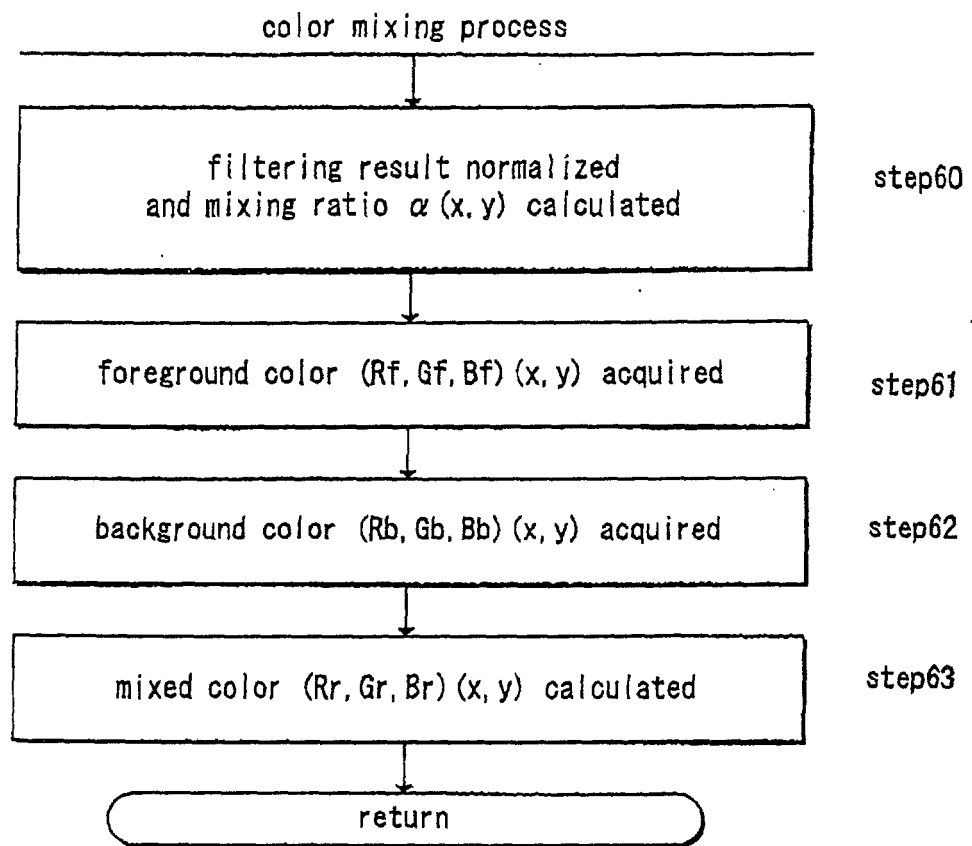 color mixing process
filtering result normalized
and mixing ratio α(x,y) calculated
step60
foreground color (Rf,Gf,Bf)(x,y) acquired
step61
background color (Rb,Gb,Bb)(x,y) acquired
step62
mixed color (Rr,Gr,Br)(x,y) calculated
step63
return